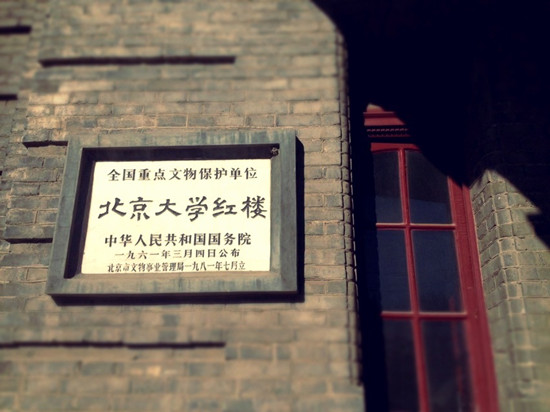 全国重点文物保护单位
北京大学红楼
中华人民共和国国务院
一九六一年三月四日公布
北京市文物事业管理局一九八一年七月立